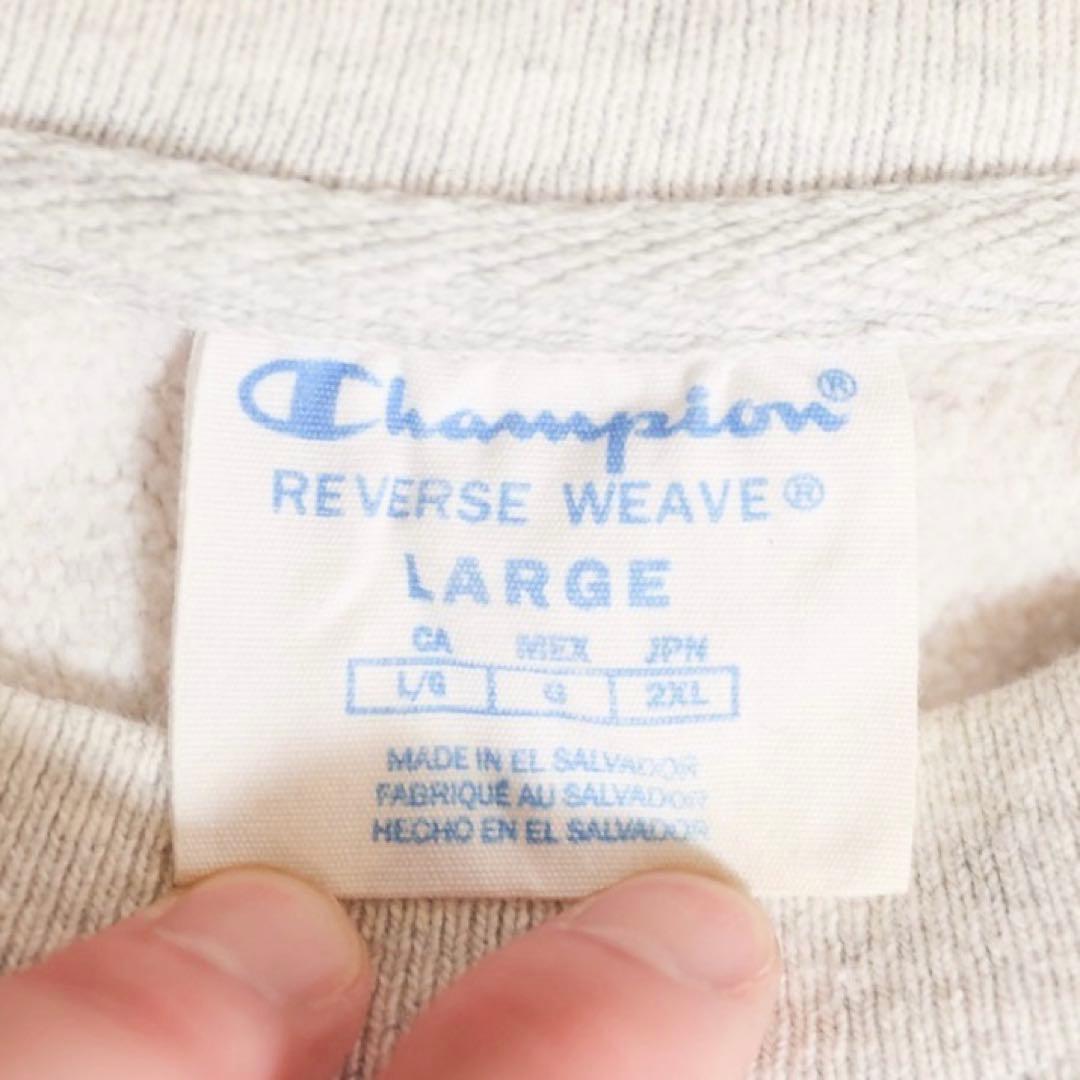 Champion®
REVERSE WEAVE®
LARGE
CA MEX JPN
L/G G 2XL
MADE IN EL SALVADOR
FABRIQUÉ AU SALVADOR
HECHO EN EL SALVADOR